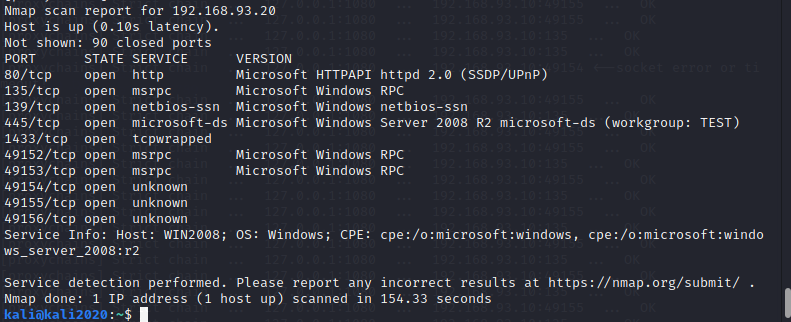 Nmap scan report for 192.168.93.20
Host is up (0.10s latency).
Not shown: 90 closed ports
PORT      STATE SERVICE      VERSION
80/tcp    open  http         Microsoft HTTPAPI httpd 2.0 (SSDP/UPnP)
135/tcp   open  msrpc        Microsoft Windows RPC
139/tcp   open  netbios-ssn  Microsoft Windows netbios-ssn
445/tcp   open  microsoft-ds Microsoft Windows Server 2008 R2 microsoft-ds (workgroup: TEST)
1433/tcp  open  tcpwrapped
49152/tcp open  msrpc        Microsoft Windows RPC
49153/tcp open  msrpc        Microsoft Windows RPC
49154/tcp open  unknown
49155/tcp open  unknown
49156/tcp open  unknown
Service Info: Host: WIN2008; OS: Windows; CPE: cpe:/o:microsoft:windows, cpe:/o:microsoft:windo
ws_server_2008:r2
Service detection performed. Please report any incorrect results at https://nmap.org/submit/ .
Nmap done: 1 IP address (1 host up) scanned in 154.33 seconds
kali@kali2020:~$